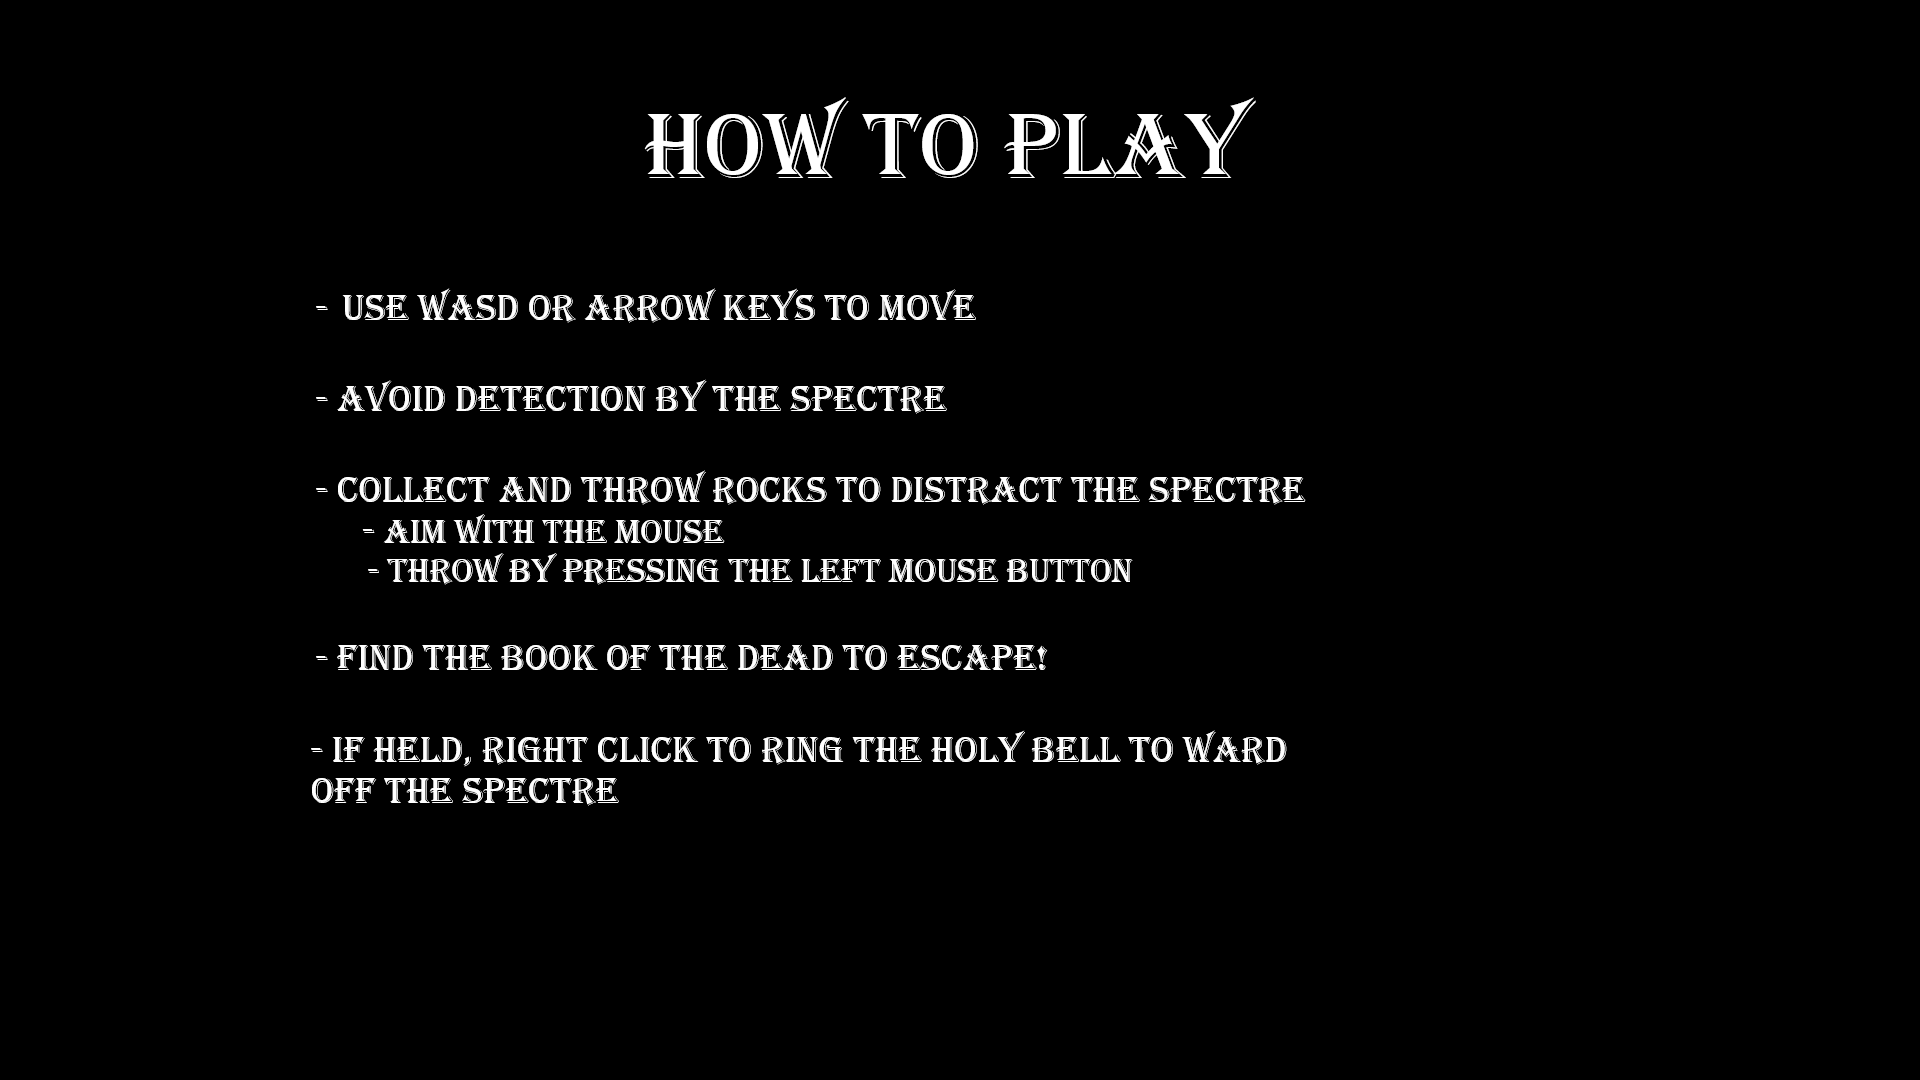 HOW TO PLAY
- USE WASD OR ARROW KEYS TO MOVE
- AVOID DETECTION BY THE SPECTRE
- COLLECT AND THROW ROCKS TO DISTRACT THE SPECTRE
- AIM WITH THE MOUSE
- THROW BY PRESSING THE LEFT MOUSE BUTTON
- FIND THE BOOK OF THE DEAD TO ESCAPE!
- IF HELD, RIGHT CLICK TO RING THE HOLY BELL TO WARD
OFF THE SPECTRE